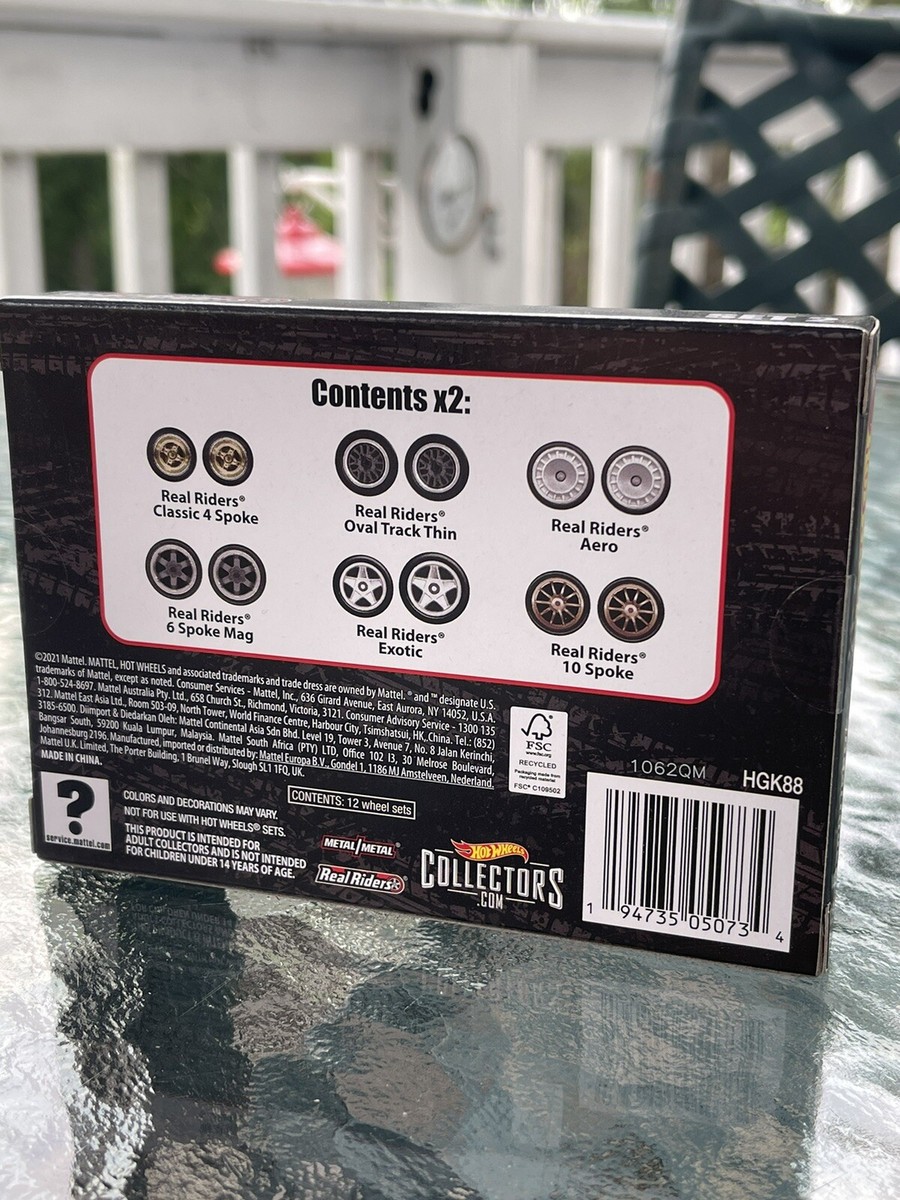 Contents x2:
Real Riders®
Classic 4 Spoke
Real Riders®
Oval Track Thin
Real Riders®
Aero
Real Riders®
6 Spoke Mag
Real Riders®
Exotic
Real Riders®
10 Spoke
©2021 Mattel. MATTEL, HOT WHEELS and associated trademarks and trade dress are owned by Mattel. ® and ™ designate U.S.
trademarks of Mattel, except as noted. Consumer Services - Mattel, Inc., 636 Girard Avenue, East Aurora, NY 14052, U.S.A.
1-800-524-8697. Mattel Australia Pty. Ltd., 658 Church St., Richmond, Victoria, 3121. Consumer Advisory Service - 1300 135
312. Mattel East Asia Ltd., Room 503-09, North Tower, World Finance Centre, Harbour City, Tsimshatsui, HK, China. Tel.: (852)
3185-6500. Diimport & Diedarkan Oleh: Mattel Continental Asia Sdn Bhd. Level 19, Tower 3, Avenue 7, No. 8 Jalan Kerinchi,
Bangsar South, 59200 Kuala Lumpur, Malaysia. Mattel South Africa (PTY) LTD, Office 102 I3, 30 Melrose Boulevard,
Johannesburg 2196. Manufactured, imported or distributed by: Mattel Europa B.V., Gondel 1, 1186 MJ Amstelveen, Nederland.
Mattel U.K. Limited, The Porter Building, 1 Brunel Way, Slough SL1 1FQ, UK.
MADE IN CHINA.
FSC
www.fsc.org
RECYCLED
Packaging made from
recycled material
FSC® C109502
1062QM
HGK88
?
service.mattel.com
COLORS AND DECORATIONS MAY VARY.
NOT FOR USE WITH HOT WHEELS® SETS.
THIS PRODUCT IS INTENDED FOR
ADULT COLLECTORS AND IS NOT INTENDED
FOR CHILDREN UNDER 14 YEARS OF AGE.
CONTENTS: 12 wheel sets
METAL/METAL
Real Riders
HOT WHEELS
COLLECTORS
.COM
1 94735 05073 4